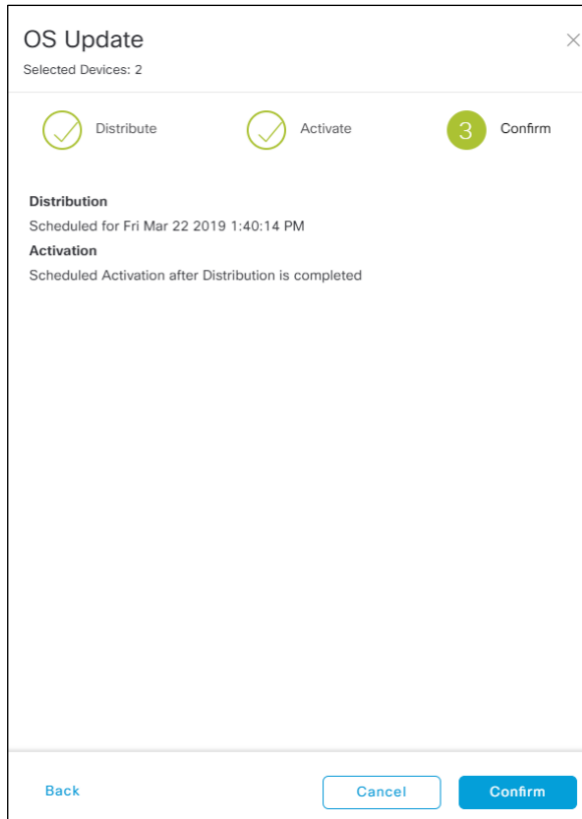 OS Update
Selected Devices: 2
Distribute
Activate
3 Confirm
Distribution
Scheduled for Fri Mar 22 2019 1:40:14 PM
Activation
Scheduled Activation after Distribution is completed
Back
Cancel
Confirm